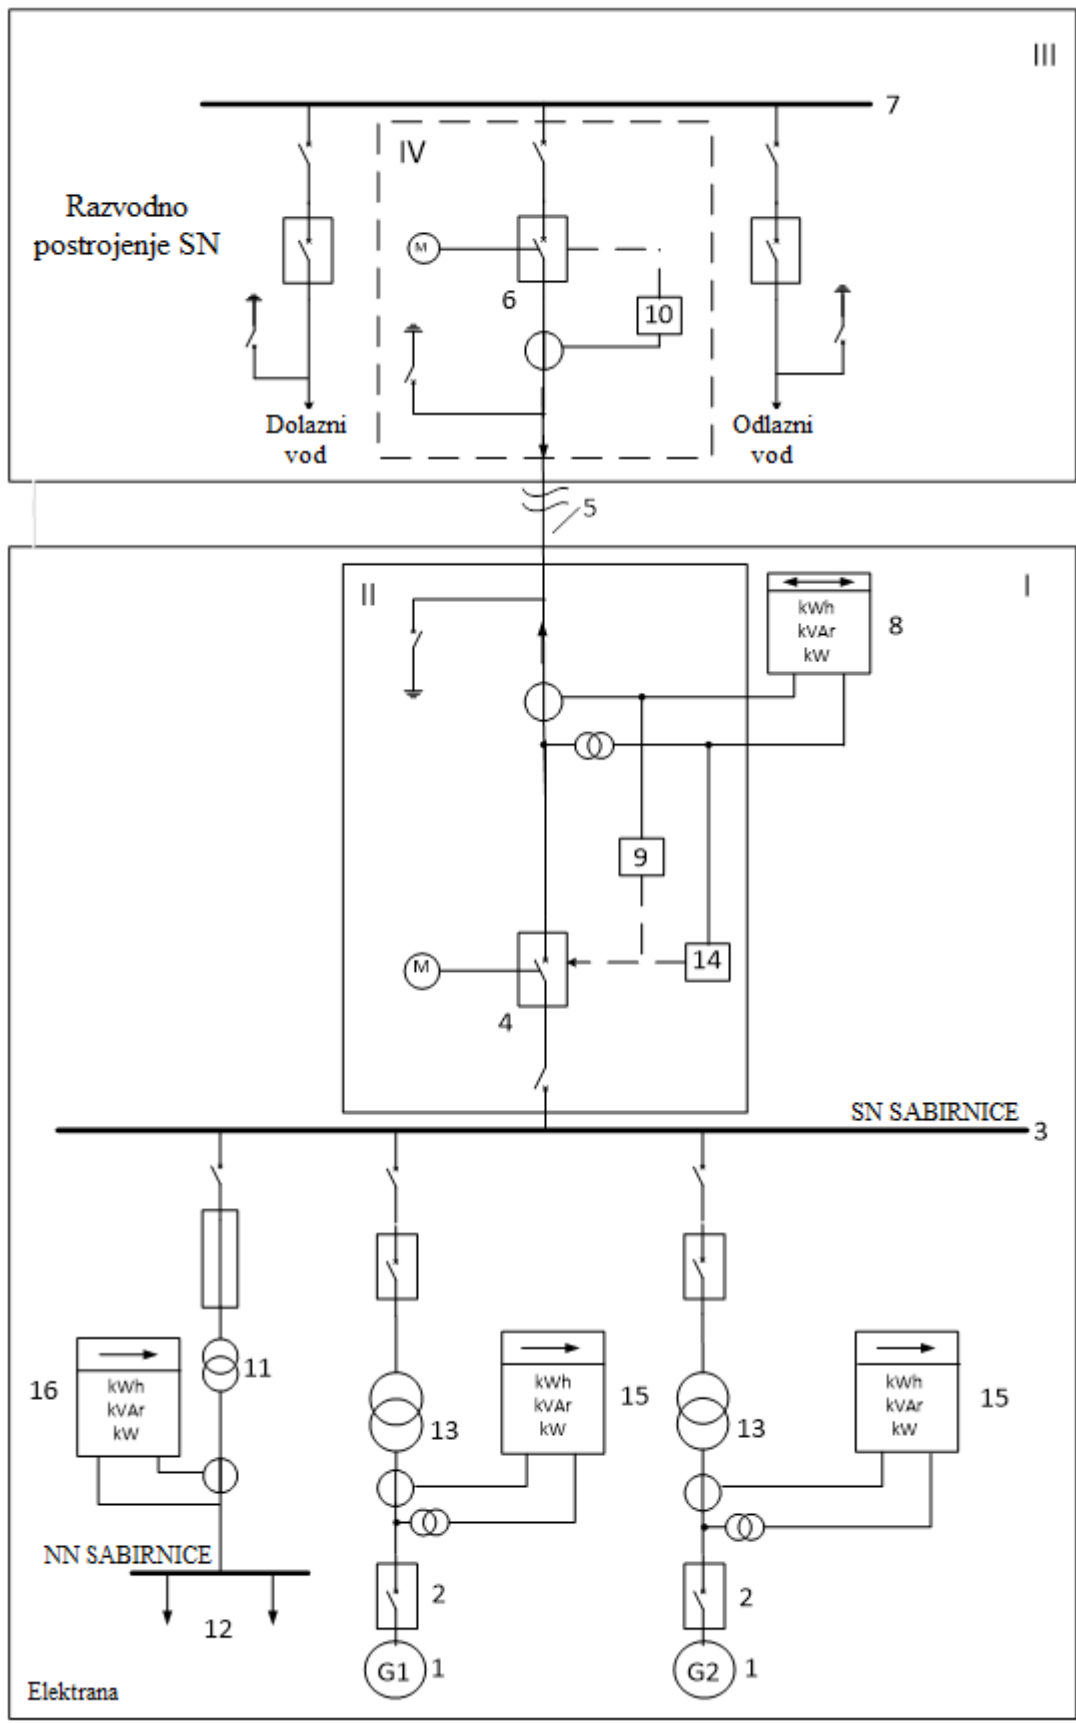 III
7
IV
Razvodno
postrojenje SN
M
6
10
Dolazni
vod
Odlazni
vod
5
II
I
kWh
kVAr
kW
8
9
M
14
4
SN SABIRNICE
3
16
kWh
kVAr
kW
11
13
kWh
kVAr
kW
15
13
kWh
kVAr
kW
15
NN SABIRNICE
12
2
2
G1
1
G2
1
Elektrana